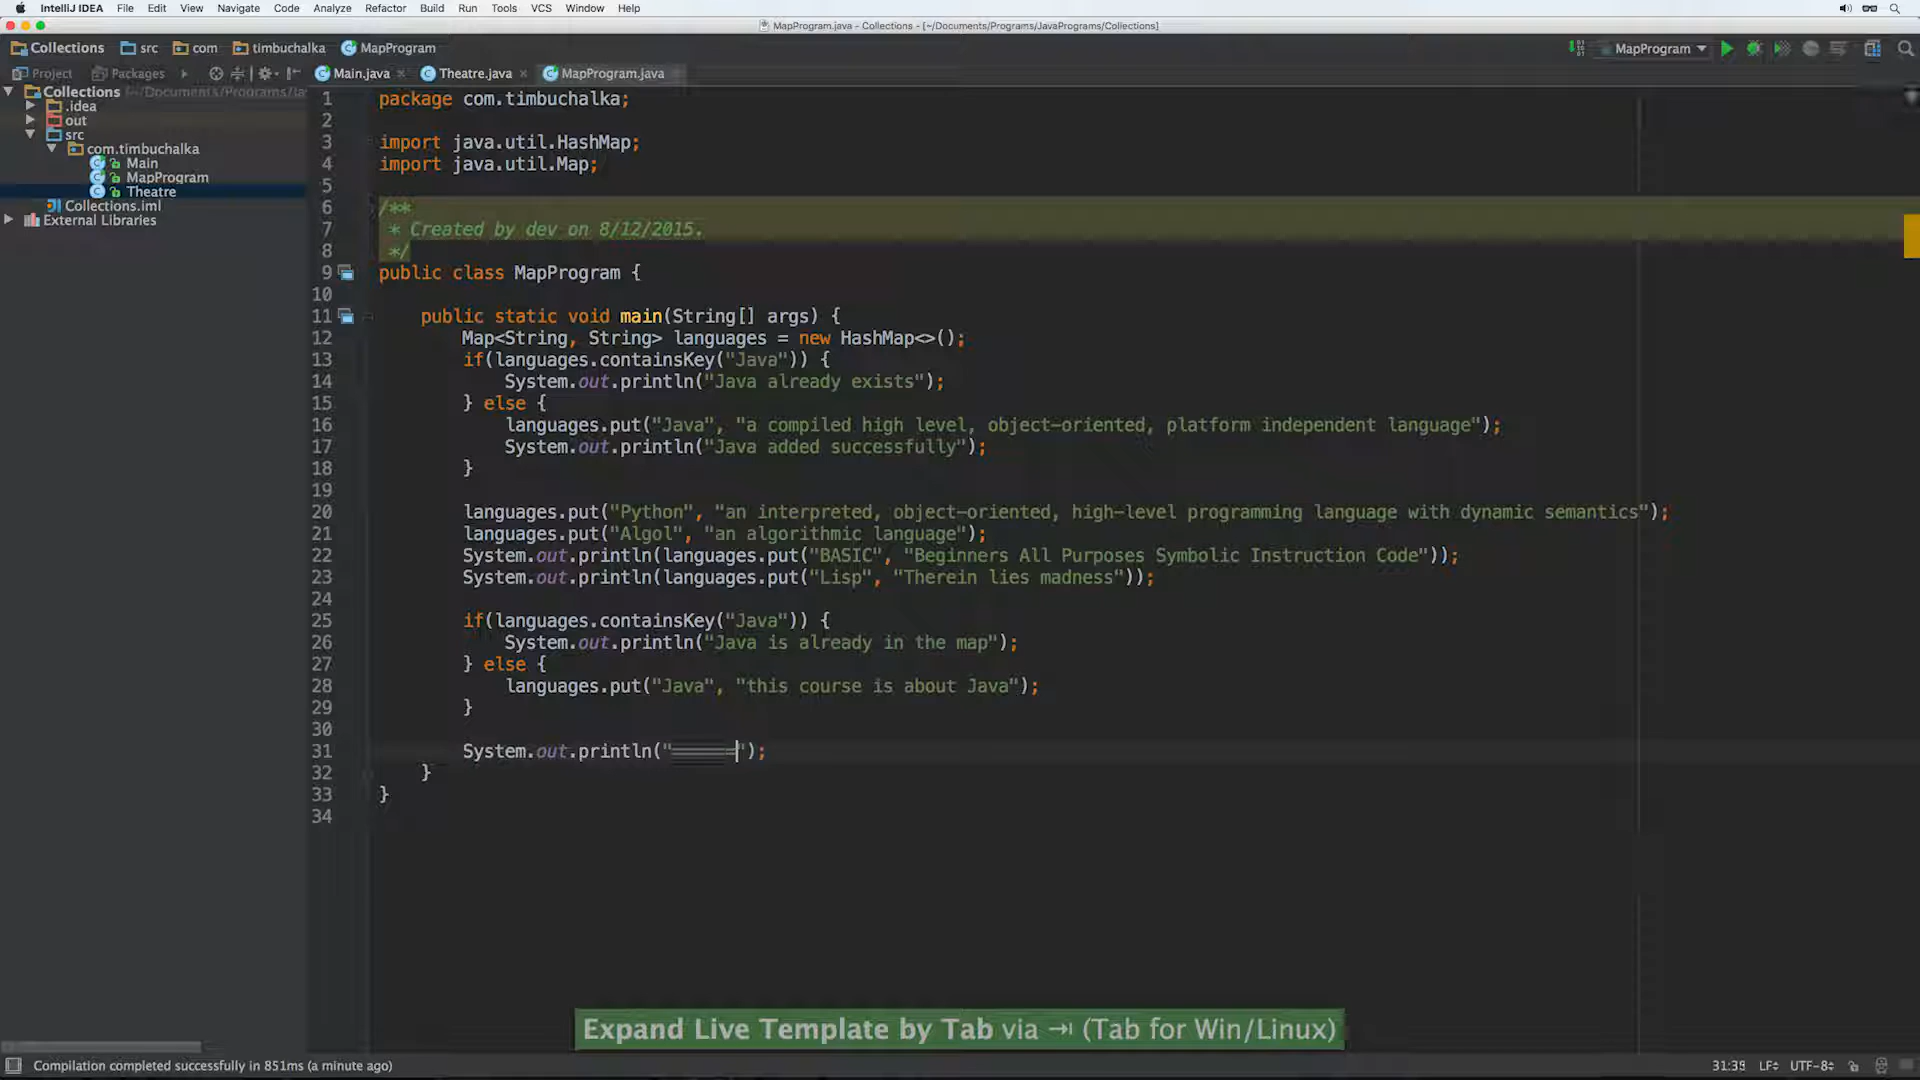 IntelliJ IDEA File Edit View Navigate Code Analyze Refactor Build Run Tools VCS Window Help
MapProgram.java - Collections - [~/Documents/Programs/JavaPrograms/Collections]
Collections src com timbuchalka MapProgram MapProgram
Project Packages Main.java Theatre.java MapProgram.java
Collections (~/Documents/Programs/Ja
.idea
out
src
com.timbuchalka
Main
MapProgram
Theatre
Collections.iml
External Libraries
1 package com.timbuchalka;
2
3 import java.util.HashMap;
4 import java.util.Map;
5
6 /**
7 * Created by dev on 8/12/2015.
8 */
9 public class MapProgram {
10
11 public static void main(String[] args) {
12 Map<String, String> languages = new HashMap<>();
13 if(languages.containsKey("Java")) {
14 System.out.println("Java already exists");
15 } else {
16 languages.put("Java", "a compiled high level, object-oriented, platform independent language");
17 System.out.println("Java added successfully");
18 }
19
20 languages.put("Python", "an interpreted, object-oriented, high-level programming language with dynamic semantics");
21 languages.put("Algol", "an algorithmic language");
22 System.out.println(languages.put("BASIC", "Beginners All Purposes Symbolic Instruction Code"));
23 System.out.println(languages.put("Lisp", "Therein lies madness"));
24
25 if(languages.containsKey("Java")) {
26 System.out.println("Java is already in the map");
27 } else {
28 languages.put("Java", "this course is about Java");
29 }
30
31 System.out.println("======");
32 }
33 }
34
Expand Live Template by Tab via ⇥ (Tab for Win/Linux)
Compilation completed successfully in 851ms (a minute ago) LF UTF-8